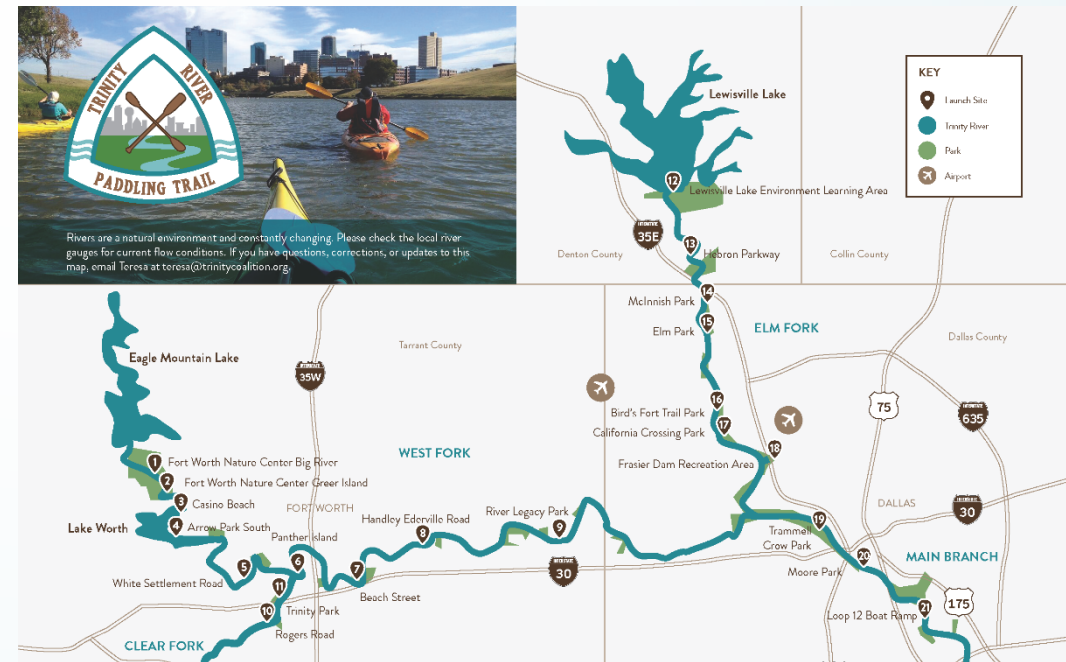 TRINITY RIVER
PADDLING TRAIL
Rivers are a natural environment and constantly changing. Please check the local river
gauges for current flow conditions. If you have questions, corrections, or updates to this
map, email Teresa at teresa@trinitycoalition.org.
KEY
Launch Site
Trinity River
Park
Airport
Lewisville Lake
12
Lewisville Lake Environment Learning Area
INTERSTATE
35E
13
Hebron Parkway
Denton County
Collin County
14
McInnish Park
15
Elm Park
ELM FORK
Dallas County
Tarrant County
Eagle Mountain Lake
INTERSTATE
35W
75
INTERSTATE
635
16
Bird's Fort Trail Park
17
California Crossing Park
18
Frasier Dam Recreation Area
WEST FORK
1
Fort Worth Nature Center Big River
2
Fort Worth Nature Center Greer Island
3
Casino Beach
Lake Worth
4
Arrow Park South
FORT WORTH
Handley Ederville Road
8
River Legacy Park
9
DALLAS
INTERSTATE
30
Panther Island
19
Trammell
Crow Park
20
Moore Park
MAIN BRANCH
5
White Settlement Road
6
7
Beach Street
INTERSTATE
30
11
Trinity Park
10
Rogers Road
CLEAR FORK
21
Loop 12 Boat Ramp
175